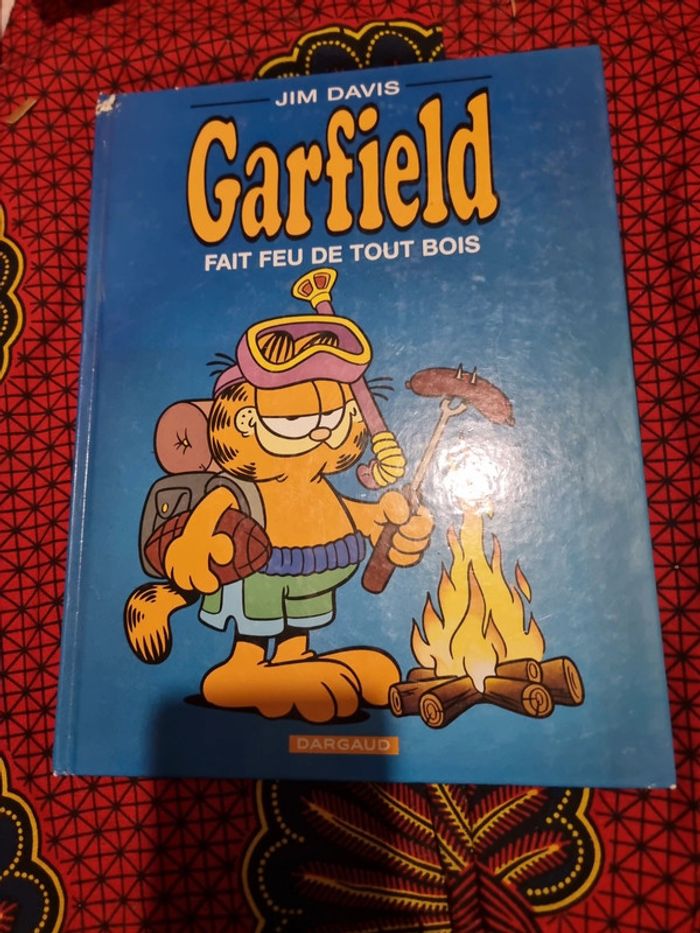 JIM DAVIS
Garfield
FAIT FEU DE TOUT BOIS
DARGAUD